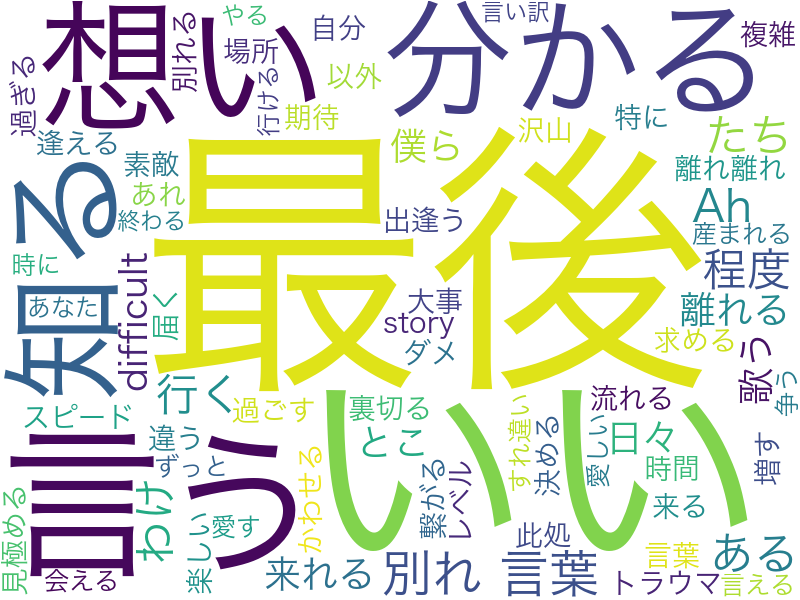 やる
言い訳
想い
分かる
別れる
自分
複雑
場所
以外
行ける
過ぎる
期待
沢山
特に
たち
逢える
僕ら
素敵
離れ離れ
最後
知る
あれ
Ah
終わる
出逢う
産まれる
時に
difficult
程度
あなた
届く
大事
離れる
story
求める
ダメ
歌う
争う
行く
いい
スピード
過ごす
裏切る
流れる
言う
違う
とこ
すれ違い
決める
愛しい
日々
増す
ずっと
かわせる
繋がる
レベル
時間
見極める
わけ
楽しい
愛す
来る
此処
ある
会える
来れる
別れ
言葉
言葉
トラウマ
言える